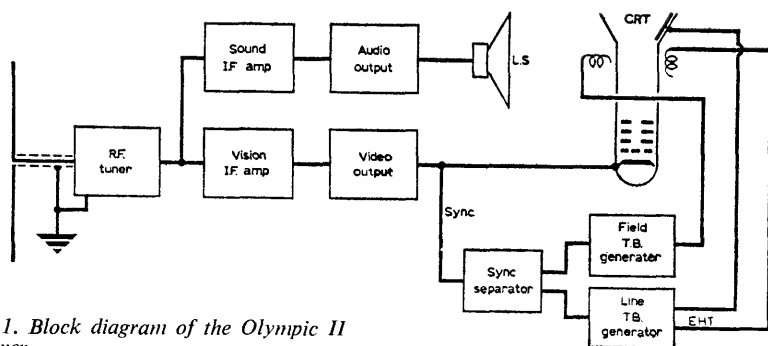 CRT
Sound
I.F. amp
Audio
output
L.S
R.F.
tuner
Vision
I.F. amp
Video
output
Sync
Field
T.B.
generator
Sync
separator
Line
T.B.
generator
EHT
1. Block diagram of the Olympic II